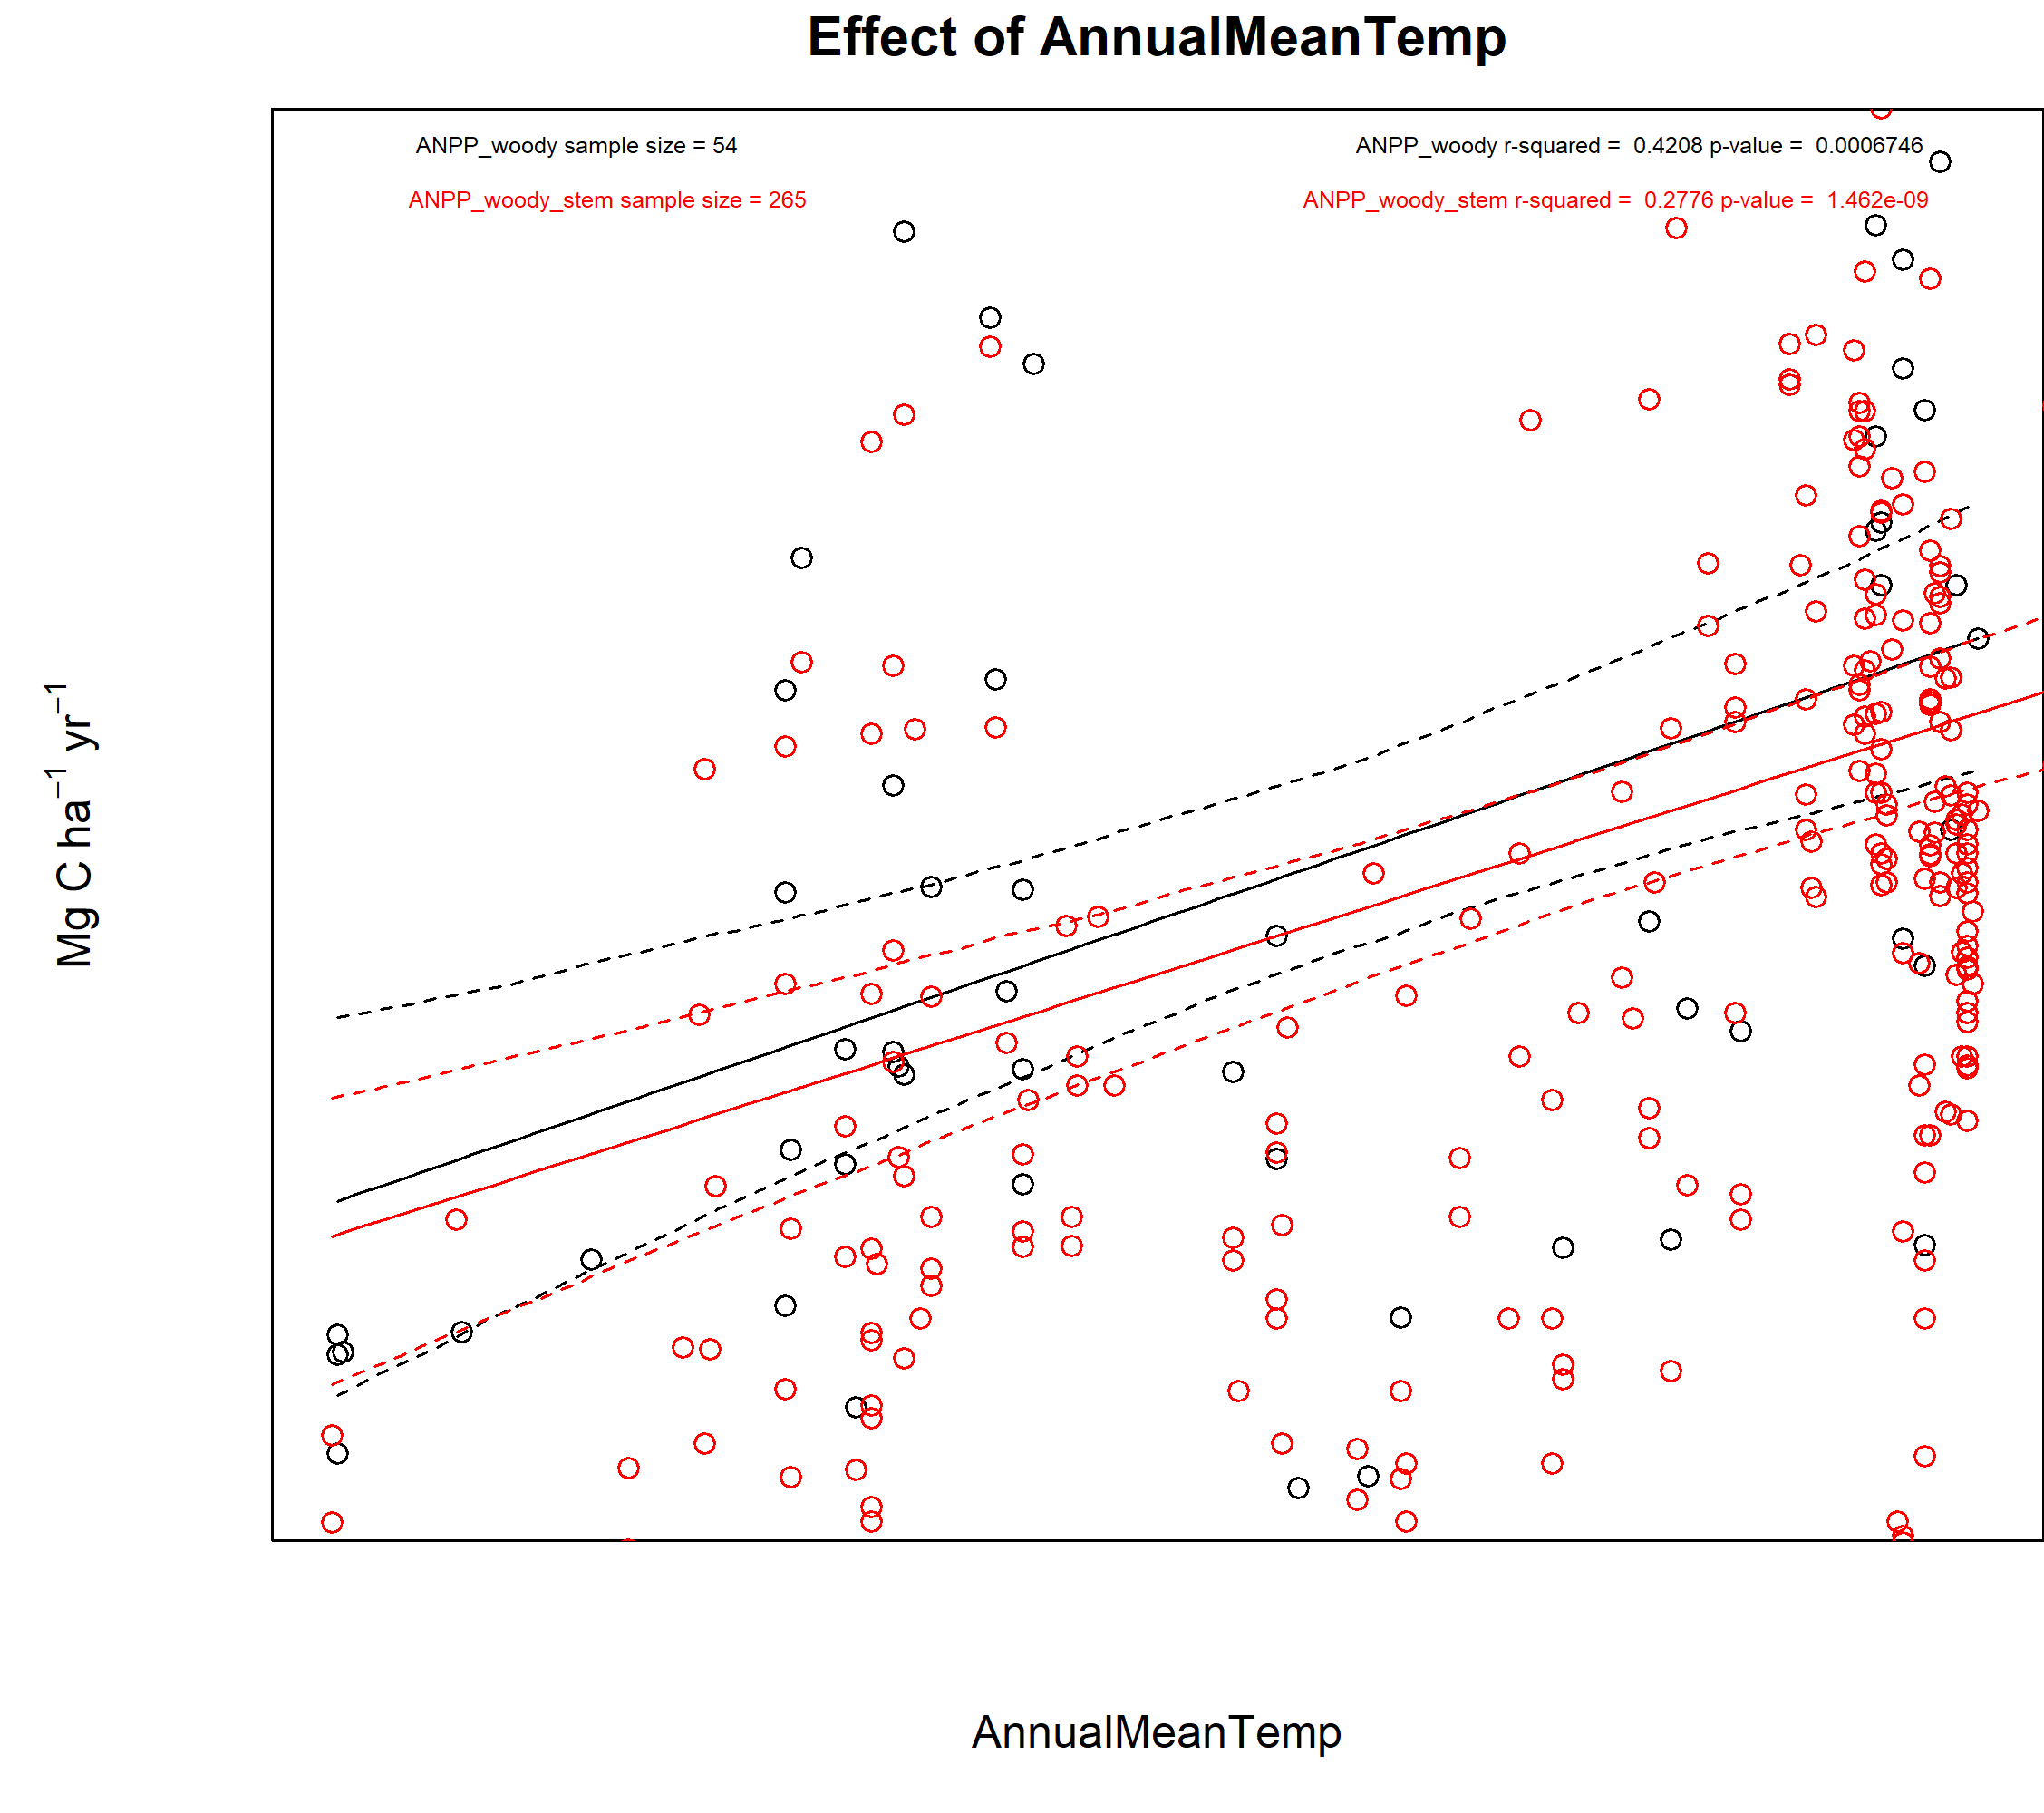 Effect of AnnualMeanTemp
ANPP_woody sample size = 54
ANPP_woody r-squared =  0.4208 p-value =  0.0006746
ANPP_woody_stem sample size = 265
ANPP_woody_stem r-squared =  0.2776 p-value =  1.462e-09
Mg C ha⁻¹ yr⁻¹
AnnualMeanTemp